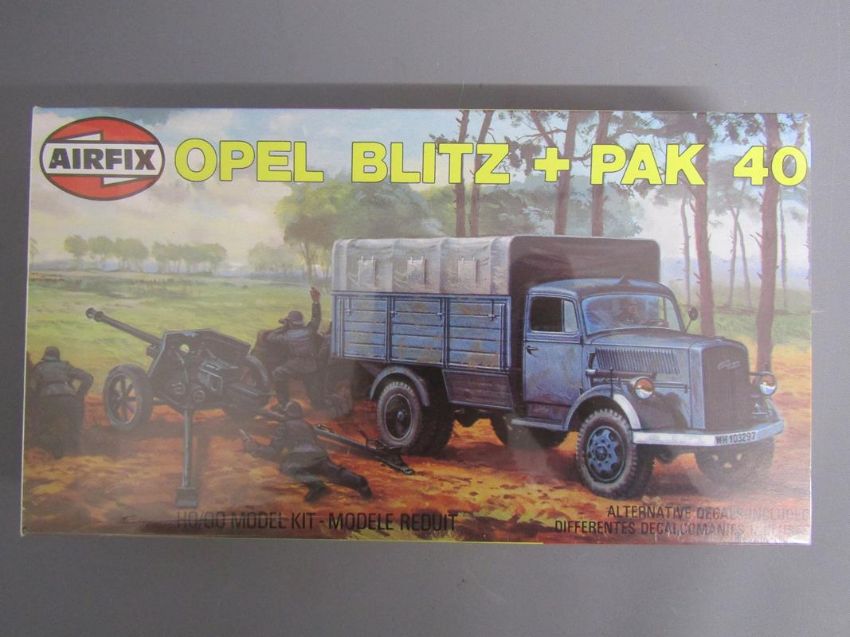 AIRFIX
OPEL BLITZ + PAK 40
WH 103297
HO/OO MODEL KIT - MODELE REDUIT
ALTERNATIVE DECALS INCLUDED
DIFFERENTES DECALCOMANIES